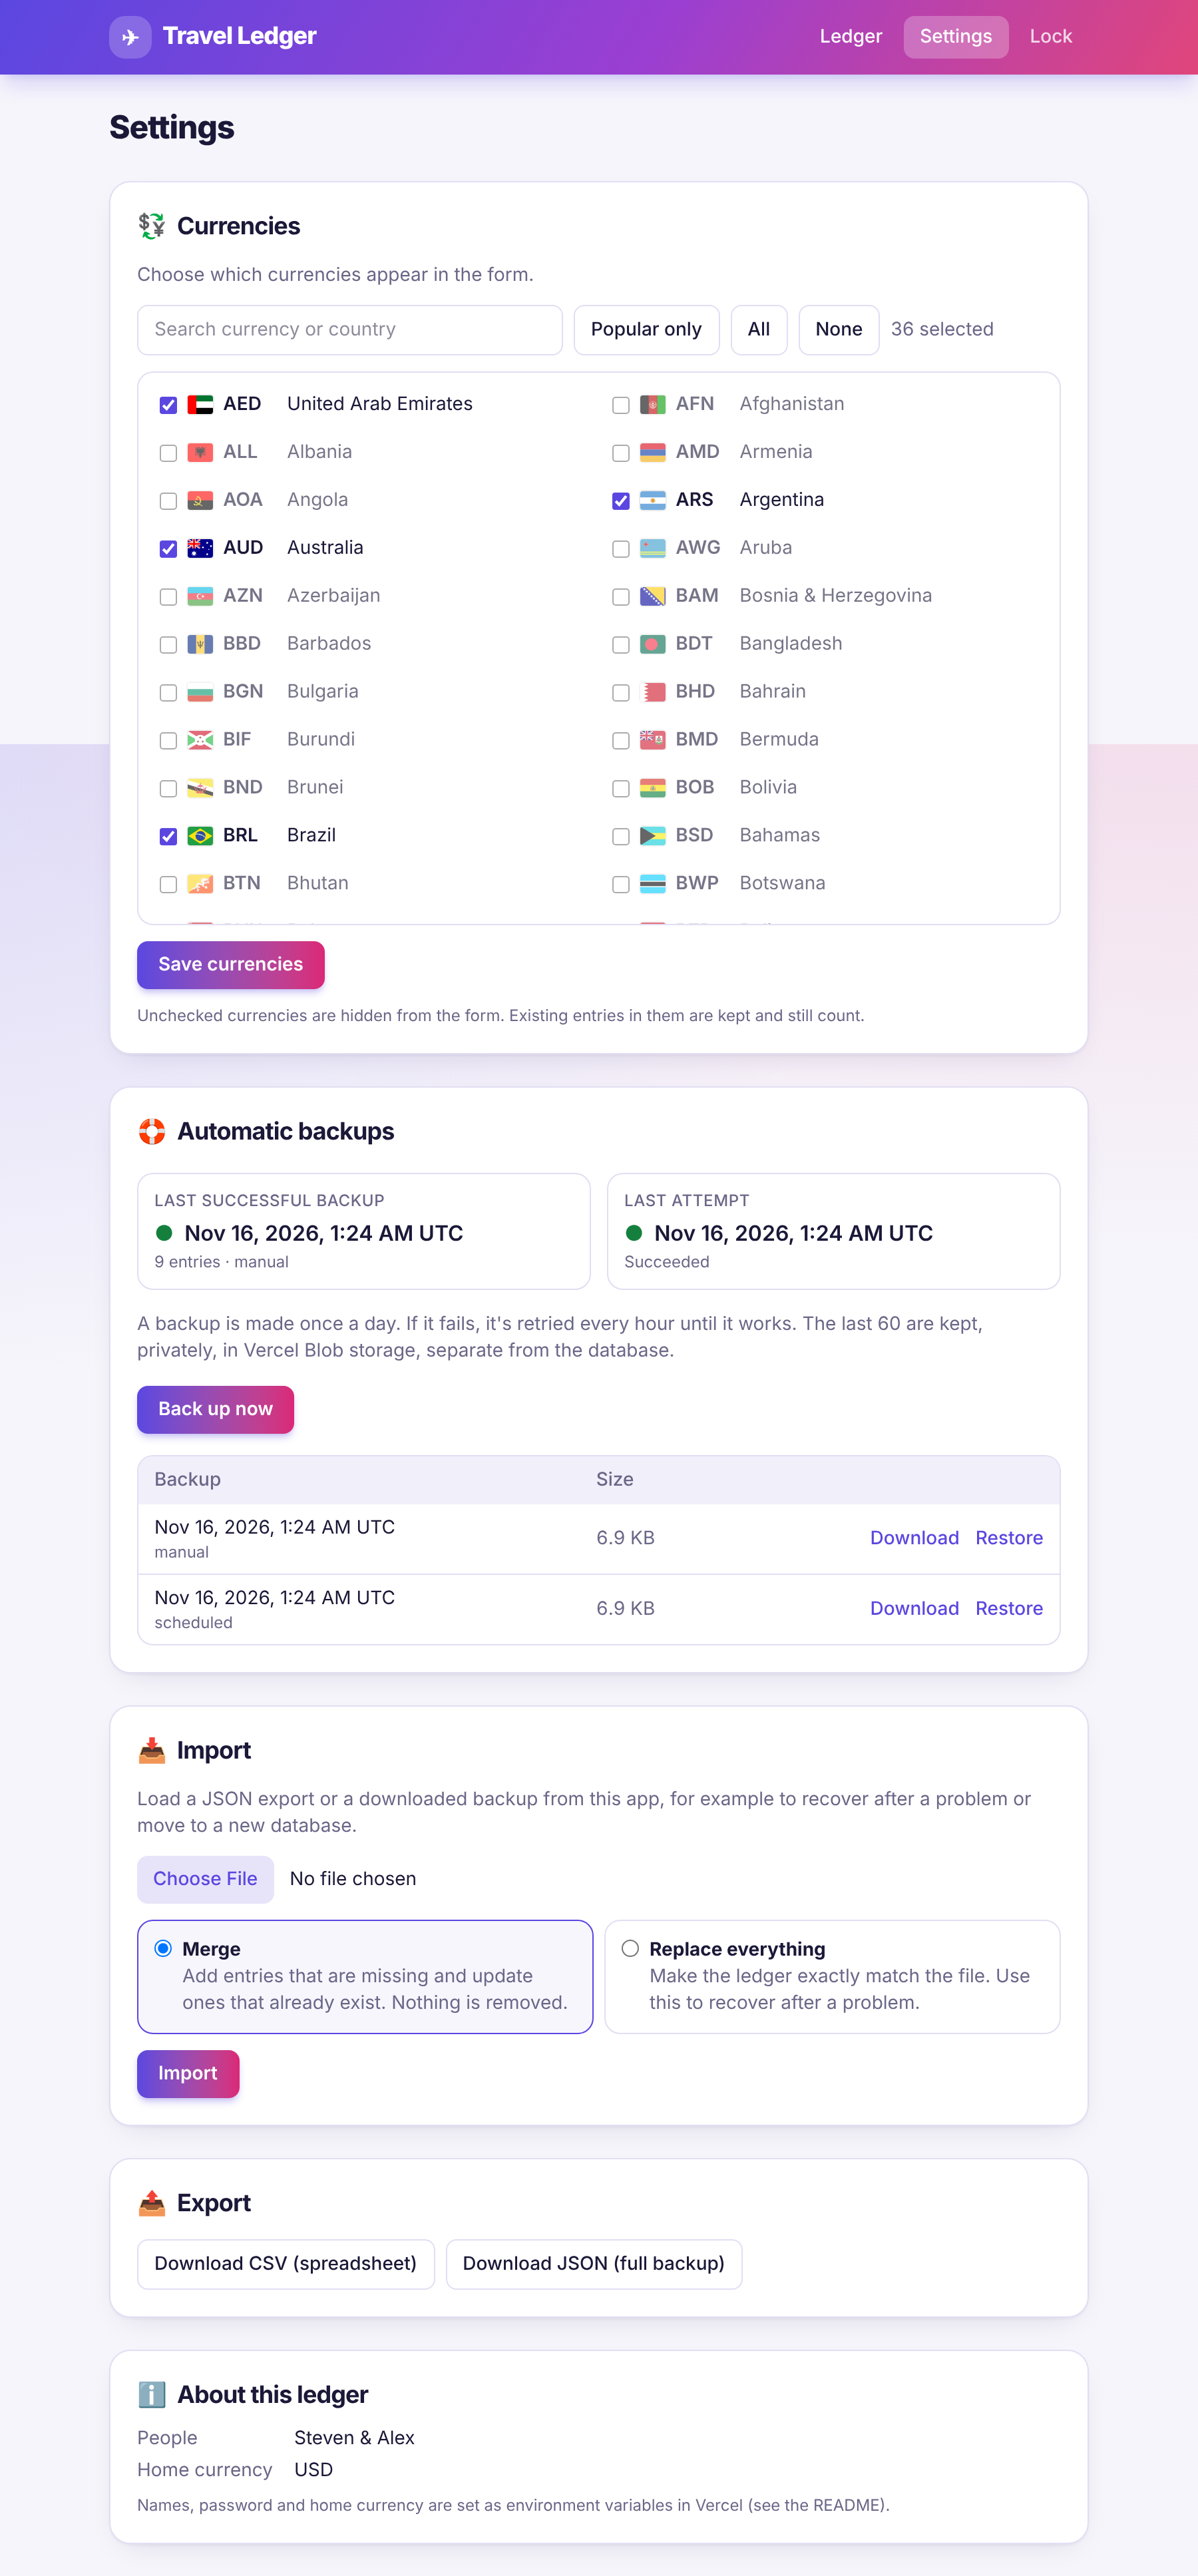 Travel Ledger
Ledger Settings Lock
Settings
Currencies
Choose which currencies appear in the form.
Search currency or country Popular only All None 36 selected
AED United Arab Emirates AFN Afghanistan
ALL Albania AMD Armenia
AOA Angola ARS Argentina
AUD Australia AWG Aruba
AZN Azerbaijan BAM Bosnia & Herzegovina
BBD Barbados BDT Bangladesh
BGN Bulgaria BHD Bahrain
BIF Burundi BMD Bermuda
BND Brunei BOB Bolivia
BRL Brazil BSD Bahamas
BTN Bhutan BWP Botswana
Save currencies
Unchecked currencies are hidden from the form. Existing entries in them are kept and still count.
Automatic backups
LAST SUCCESSFUL BACKUP
Nov 16, 2026, 1:24 AM UTC
9 entries · manual
LAST ATTEMPT
Nov 16, 2026, 1:24 AM UTC
Succeeded
A backup is made once a day. If it fails, it's retried every hour until it works. The last 60 are kept,
privately, in Vercel Blob storage, separate from the database.
Back up now
Backup Size
Nov 16, 2026, 1:24 AM UTC
manual
6.9 KB Download Restore
Nov 16, 2026, 1:24 AM UTC
scheduled
6.9 KB Download Restore
Import
Load a JSON export or a downloaded backup from this app, for example to recover after a problem or
move to a new database.
Choose File No file chosen
Merge
Add entries that are missing and update
ones that already exist. Nothing is removed.
Replace everything
Make the ledger exactly match the file. Use
this to recover after a problem.
Import
Export
Download CSV (spreadsheet) Download JSON (full backup)
About this ledger
People Steven & Alex
Home currency USD
Names, password and home currency are set as environment variables in Vercel (see the README).